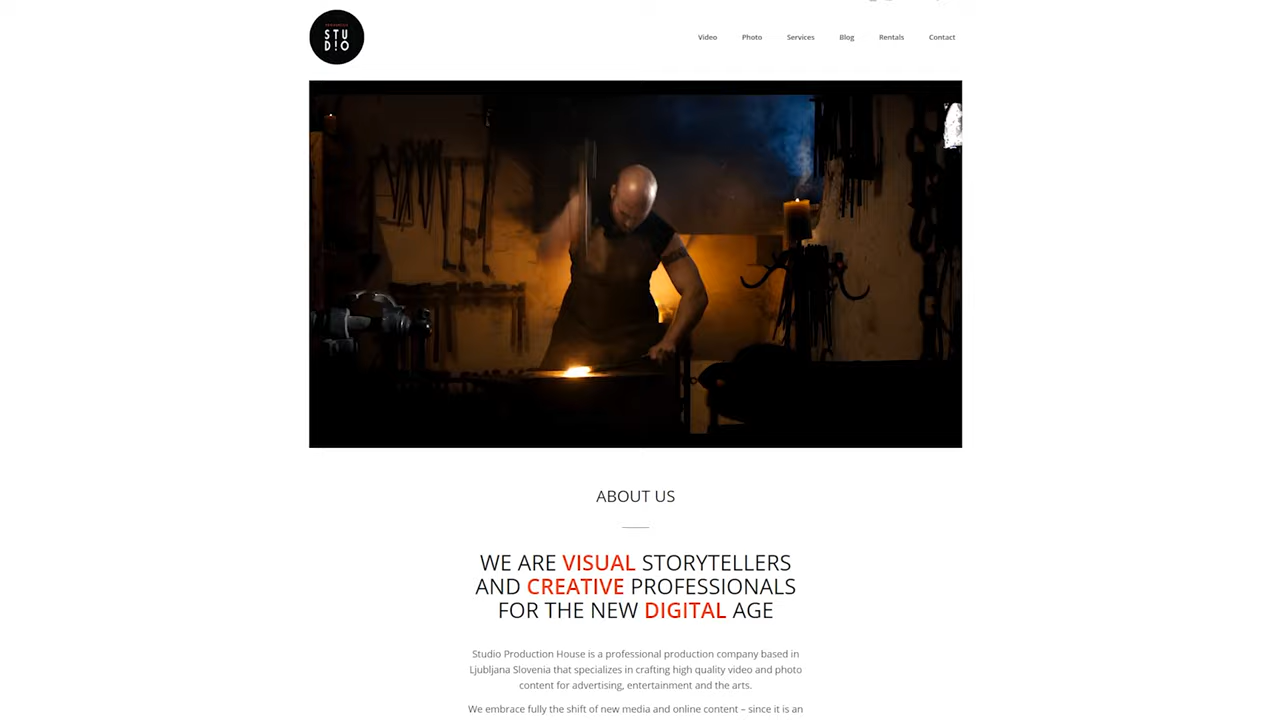 STU
D!O
Video
Photo
Services
Blog
Rentals
Contact
ABOUT US
WE ARE VISUAL STORYTELLERS
AND CREATIVE PROFESSIONALS
FOR THE NEW DIGITAL AGE
Studio Production House is a professional production company based in
Ljubljana Slovenia that specializes in crafting high quality video and photo
content for advertising, entertainment and the arts.
We embrace fully the shift of new media and online content – since it is an